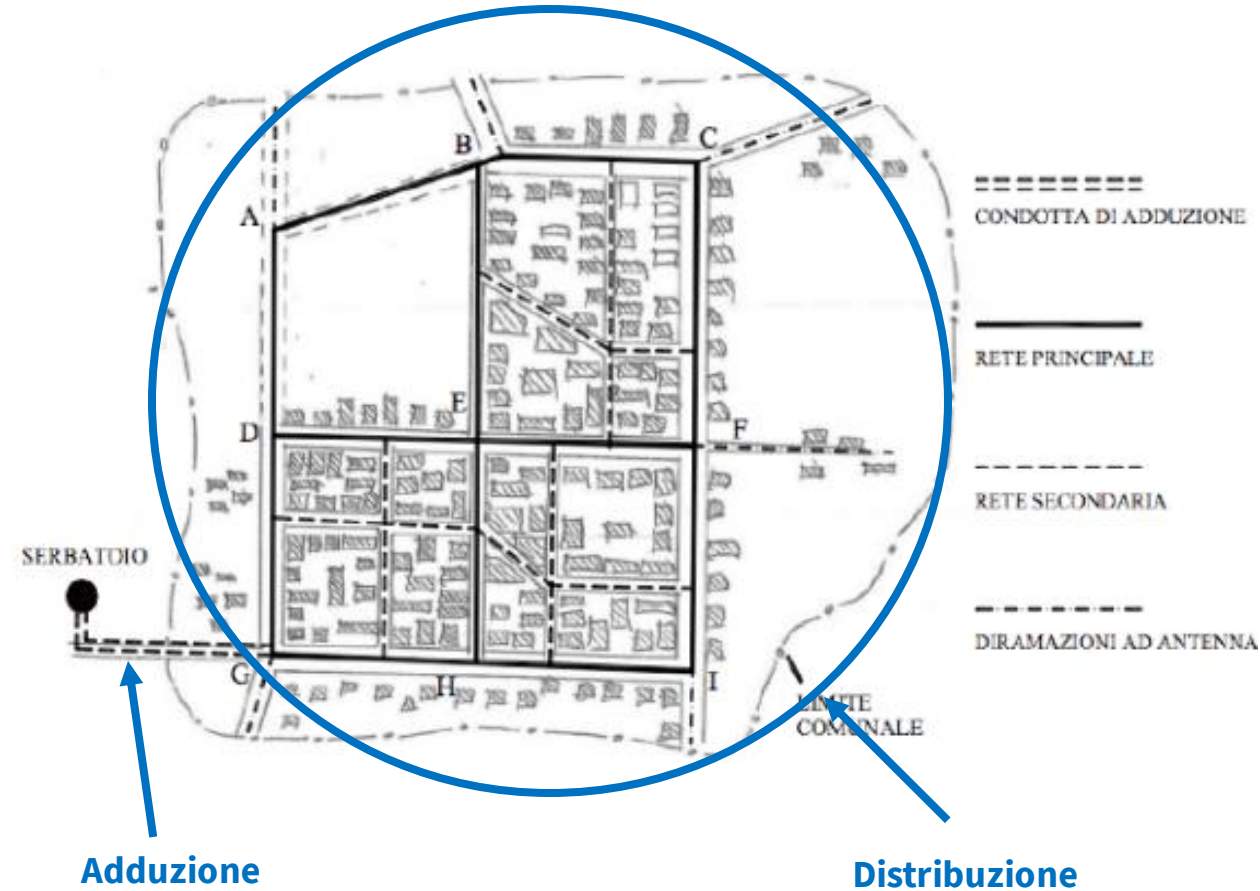 B
C
A
CONDOTTA DI ADDUZIONE
RETE PRINCIPALE
E
D
F
RETE SECONDARIA
SERBATOIO
DIRAMAZIONI AD ANTENNA
G
H
I
LIMITE
COMUNALE
Adduzione
Distribuzione